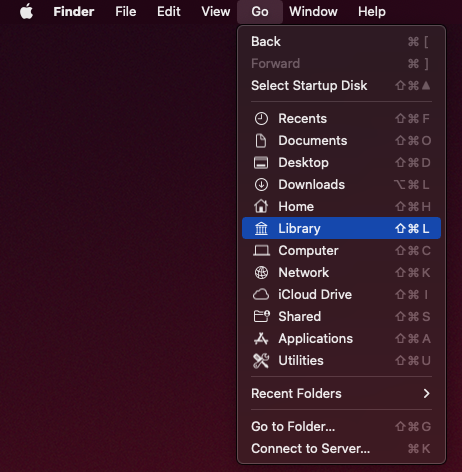 Finder File Edit View Go Window Help
Back ⌘ [
Forward ⌘ ]
Select Startup Disk ⇧⌘▲
Recents ⇧⌘ F
Documents ⇧⌘ O
Desktop ⇧⌘ D
Downloads ⌥⌘ L
Home ⇧⌘ H
Library ⇧⌘ L
Computer ⇧⌘ C
Network ⇧⌘ K
iCloud Drive ⇧⌘ I
Shared ⇧⌘ S
Applications ⇧⌘ A
Utilities ⇧⌘ U
Recent Folders >
Go to Folder... ⇧⌘ G
Connect to Server... ⌘ K